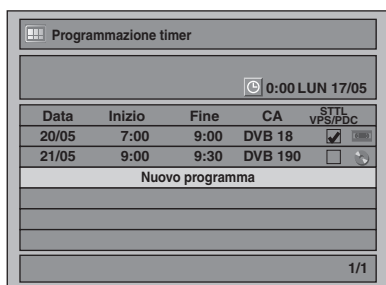 Programmazione timer
0:00 LUN 17/05
Data Inizio Fine CA STTL VPS/PDC
20/05 7:00 9:00 DVB 18
21/05 9:00 9:30 DVB 190
Nuovo programma
1/1